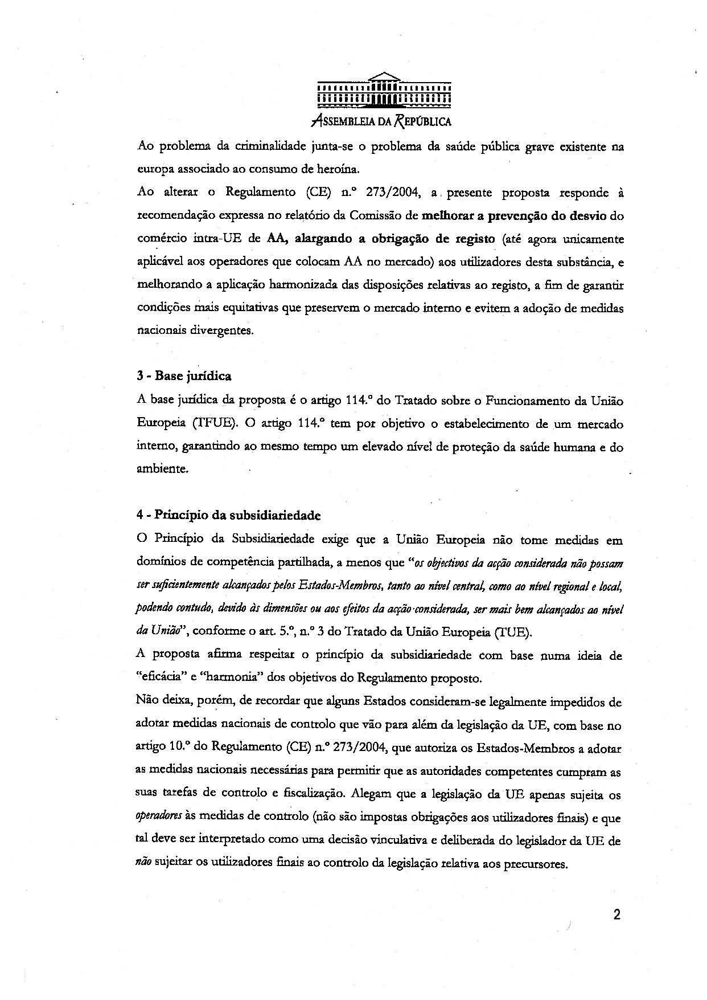 ASSEMBLEIA DA REPÚBLICA
Ao problema da criminalidade junta-se o problema da saúde pública grave existente na
europa associado ao consumo de heroína.
Ao alterar o Regulamento (CE) n.º 273/2004, a presente proposta responde à
recomendação expressa no relatório da Comissão de melhorar a prevenção do desvio do
comércio intra-UE de AA, alargando a obrigação de registo (até agora unicamente
aplicável aos operadores que colocam AA no mercado) aos utilizadores desta substância, e
melhorando a aplicação harmonizada das disposições relativas ao registo, a fim de garantir
condições mais equitativas que preservem o mercado interno e evitem a adoção de medidas
nacionais divergentes.
3 - Base jurídica
A base jurídica da proposta é o artigo 114.º do Tratado sobre o Funcionamento da União
Europeia (TFUE). O artigo 114.º tem por objetivo o estabelecimento de um mercado
interno, garantindo ao mesmo tempo um elevado nível de proteção da saúde humana e do
ambiente.
4 - Princípio da subsidiariedade
O Princípio da Subsidiariedade exige que a União Europeia não tome medidas em
domínios de competência partilhada, a menos que “os objectivos da acção considerada não possam
ser suficientemente alcançados pelos Estados-Membros, tanto ao nível central, como ao nível regional e local,
podendo contudo, devido às dimensões ou aos efeitos da acção considerada, ser mais bem alcançados ao nível
da União”, conforme o art. 5.º, n.º 3 do Tratado da União Europeia (TUE).
A proposta afirma respeitar o princípio da subsidiariedade com base numa ideia de
“eficácia” e “harmonia” dos objetivos do Regulamento proposto.
Não deixa, porém, de recordar que alguns Estados consideram-se legalmente impedidos de
adotar medidas nacionais de controlo que vão para além da legislação da UE, com base no
artigo 10.º do Regulamento (CE) n.º 273/2004, que autoriza os Estados-Membros a adotar
as medidas nacionais necessárias para permitir que as autoridades competentes cumpram as
suas tarefas de controlo e fiscalização. Alegam que a legislação da UE apenas sujeita os
operadores às medidas de controlo (não são impostas obrigações aos utilizadores finais) e que
tal deve ser interpretado como uma decisão vinculativa e deliberada do legislador da UE de
não sujeitar os utilizadores finais ao controlo da legislação relativa aos precursores.
2